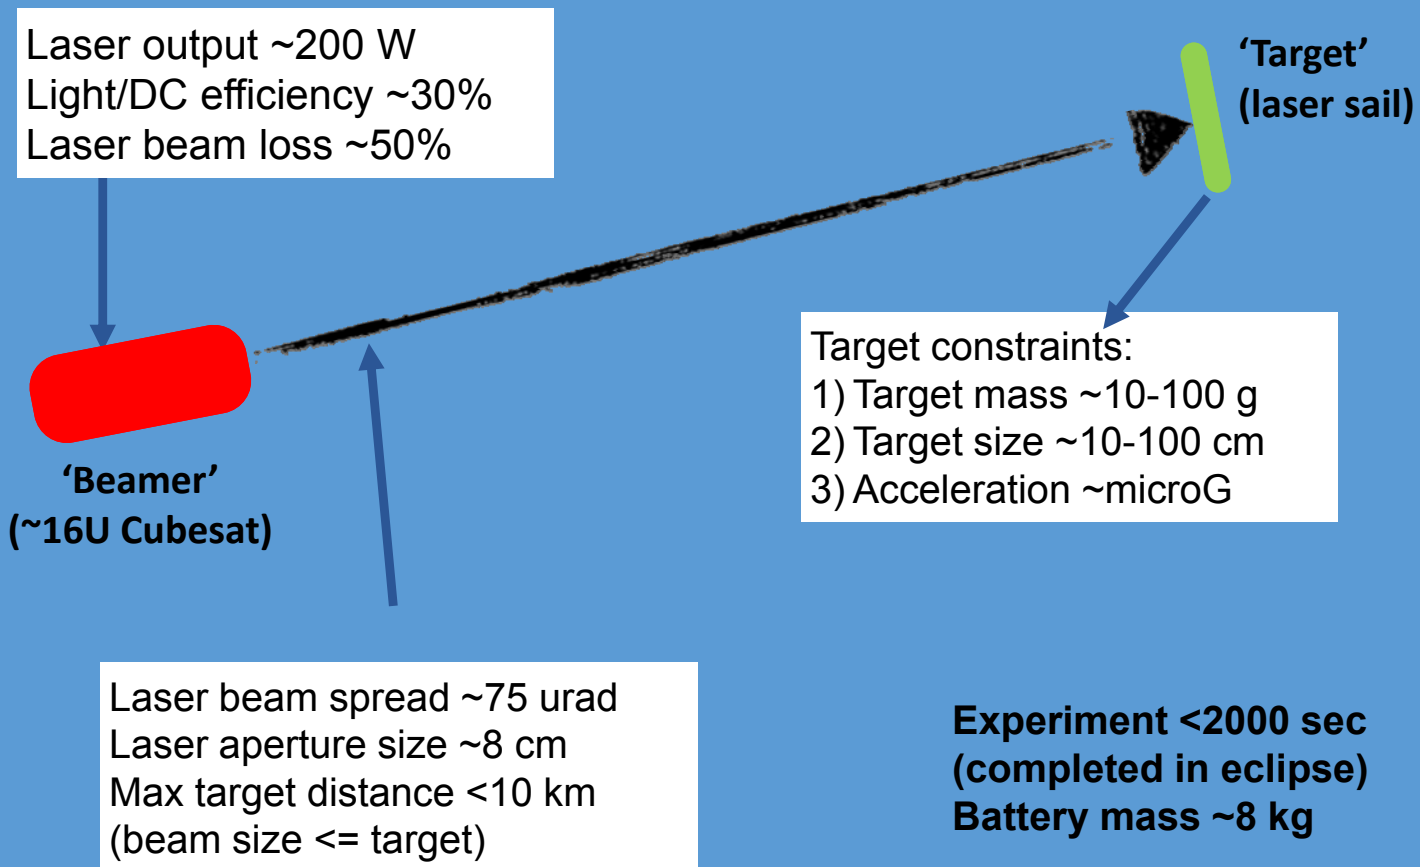 Laser output ~200 W
Light/DC efficiency ~30%
Laser beam loss ~50%
‘Target’
(laser sail)
‘Beamer’
(~16U Cubesat)
Target constraints:
1) Target mass ~10-100 g
2) Target size ~10-100 cm
3) Acceleration ~microG
Laser beam spread ~75 urad
Laser aperture size ~8 cm
Max target distance <10 km
(beam size <= target)
Experiment <2000 sec
(completed in eclipse)
Battery mass ~8 kg